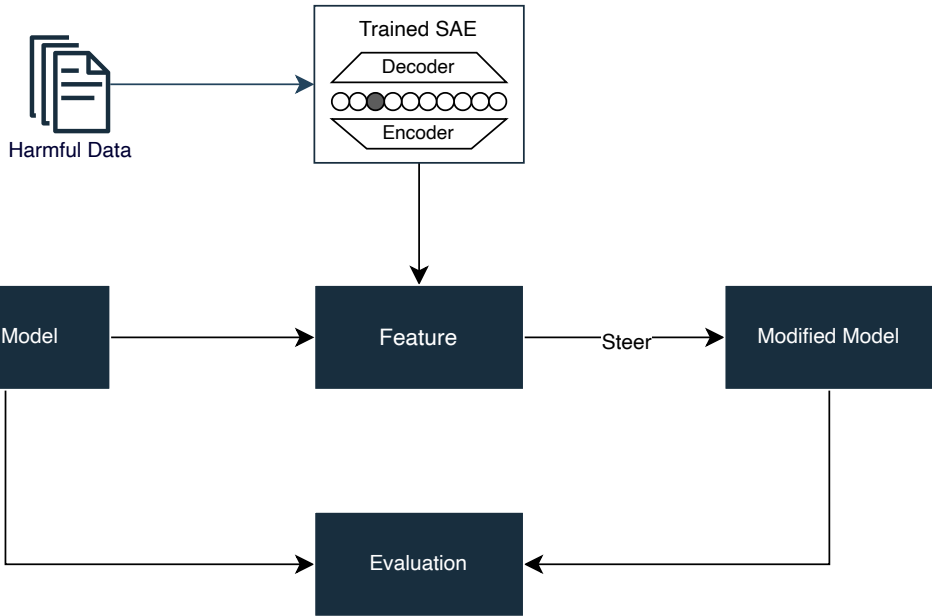 Trained SAE
Decoder
Encoder
Harmful Data
Model
Feature
Steer
Modified Model
Evaluation